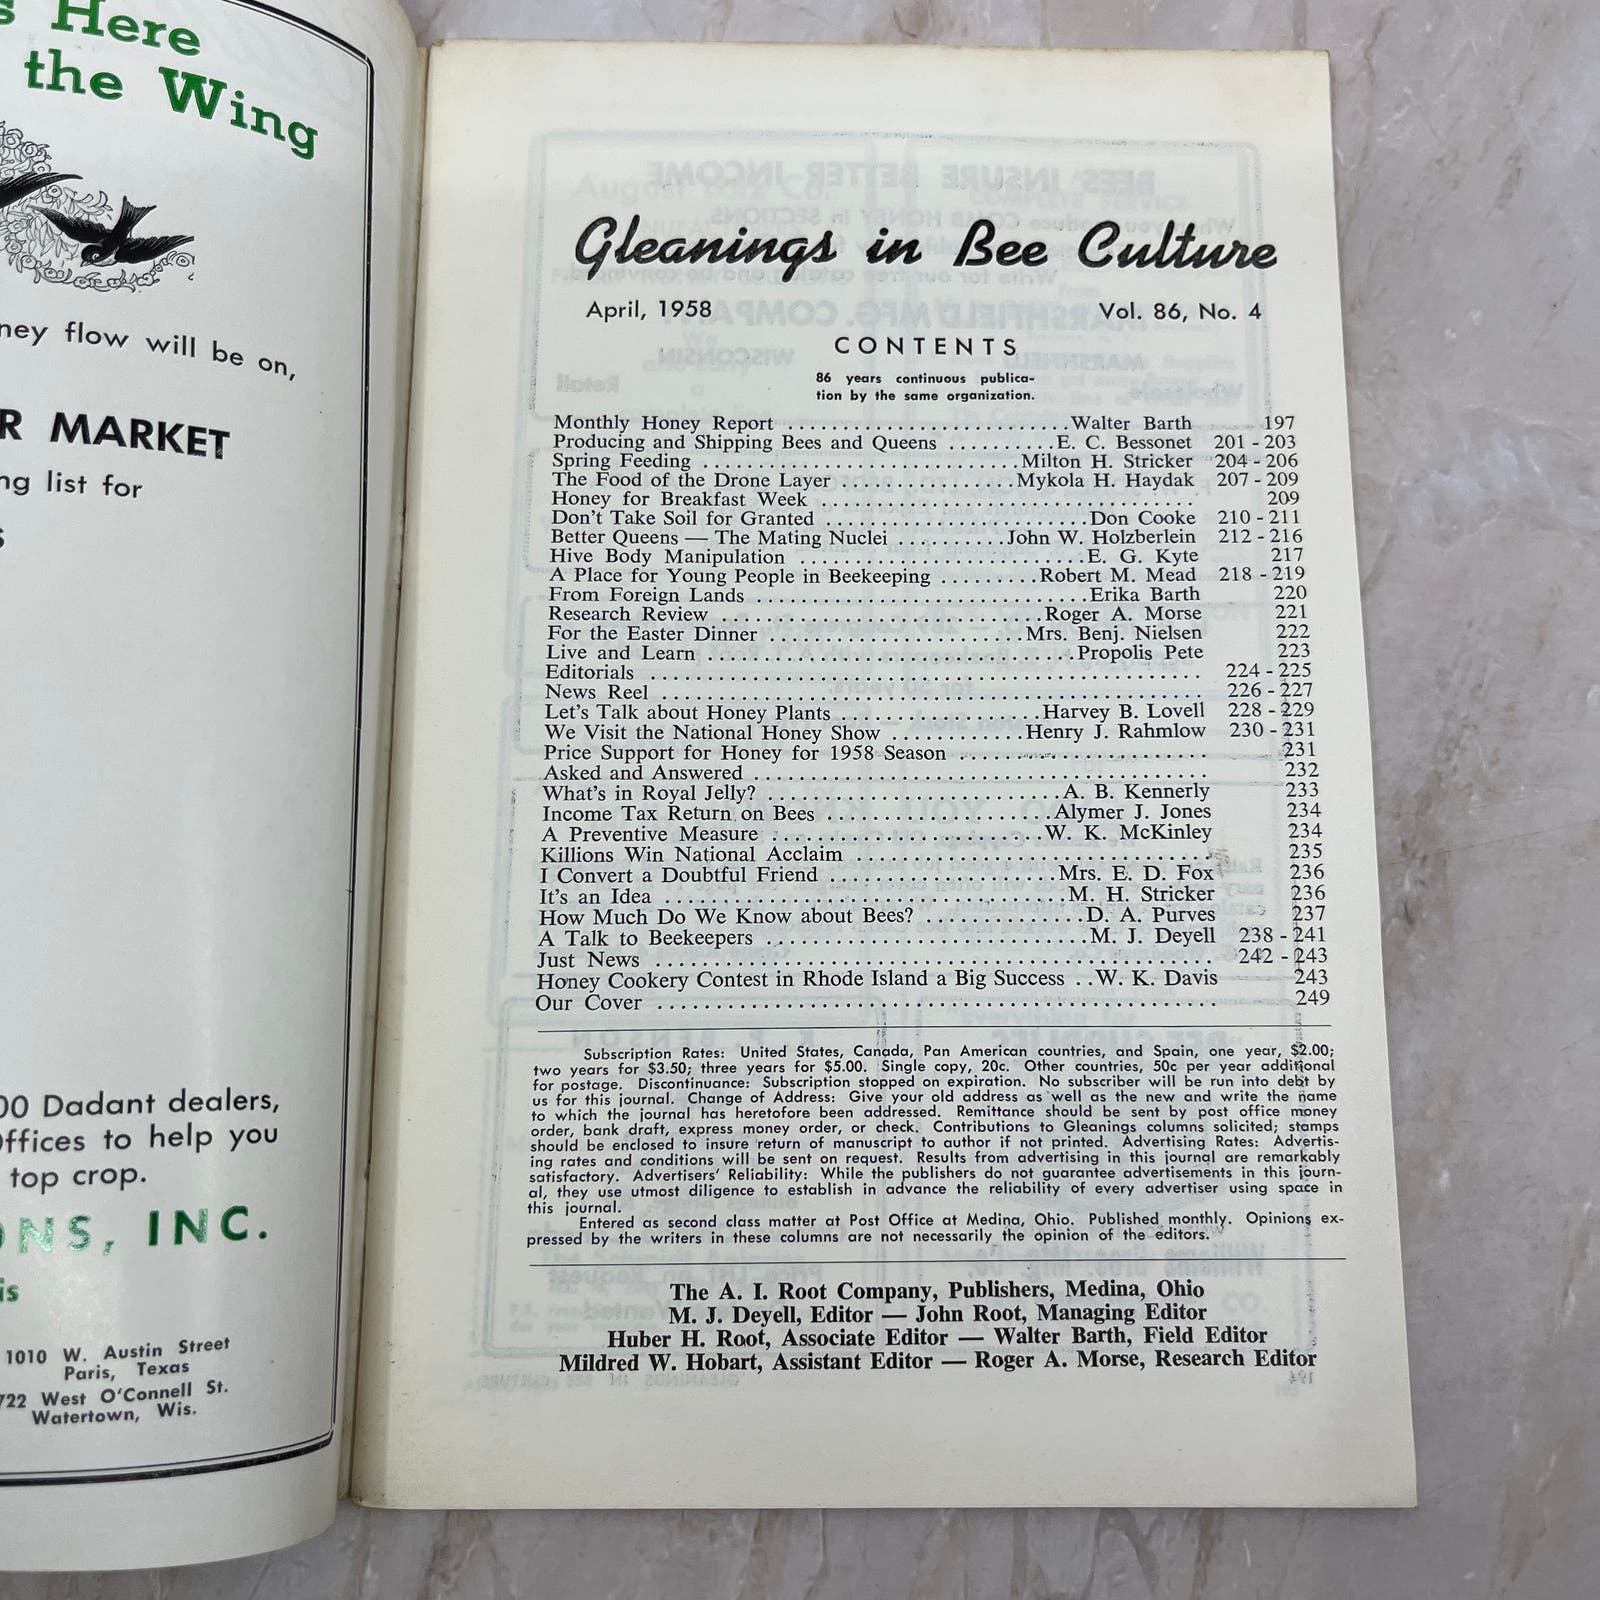 s Here
the Wing
ney flow will be on,
R MARKET
ng list for
s
00 Dadant dealers,
ffices to help you
top crop.
ONS, INC.
is
1010 W. Austin Street
Paris, Texas
722 West O'Connell St.
Watertown, Wis.
Gleanings in Bee Culture
April, 1958 Vol. 86, No. 4
CONTENTS
86 years continuous publica-
tion by the same organization.
Monthly Honey Report ........................ Walter Barth 197
Producing and Shipping Bees and Queens .......... E. C. Bessonet 201 - 203
Spring Feeding ........................... Milton H. Stricker 204 - 206
The Food of the Drone Layer ............... Mykola H. Haydak 207 - 209
Honey for Breakfast Week ................................ 209
Don't Take Soil for Granted ....................... Don Cooke 210 - 211
Better Queens — The Mating Nuclei .......... John W. Holzberlein 212 - 216
Hive Body Manipulation ......................... E. G. Kyte 217
A Place for Young People in Beekeeping ......... Robert M. Mead 218 - 219
From Foreign Lands ............................. Erika Barth 220
Research Review ............................ Roger A. Morse 221
For the Easter Dinner ...................... Mrs. Benj. Nielsen 222
Live and Learn ............................... Propolis Pete 223
Editorials ............................................... 224 - 225
News Reel .............................................. 226 - 227
Let's Talk about Honey Plants ................. Harvey B. Lovell 228 - 229
We Visit the National Honey Show ............ Henry J. Rahmlow 230 - 231
Price Support for Honey for 1958 Season ..................... 231
Asked and Answered ...................................... 232
What's in Royal Jelly? ......................... A. B. Kennerly 233
Income Tax Return on Bees .................... Alymer J. Jones 234
A Preventive Measure ....................... W. K. McKinley 234
Killions Win National Acclaim .............................. 235
I Convert a Doubtful Friend .................... Mrs. E. D. Fox 236
It's an Idea .................................. M. H. Stricker 236
How Much Do We Know about Bees? ............. D. A. Purves 237
A Talk to Beekeepers ........................... M. J. Deyell 238 - 241
Just News ............................................... 242 - 243
Honey Cookery Contest in Rhode Island a Big Success .. W. K. Davis 243
Our Cover ............................................... 249
Subscription Rates: United States, Canada, Pan American countries, and Spain, one year, $2.00;
two years for $3.50; three years for $5.00. Single copy, 20c. Other countries, 50c per year additional
for postage. Discontinuance: Subscription stopped on expiration. No subscriber will be run into debt by
us for this journal. Change of Address: Give your old address as well as the new and write the name
to which the journal has heretofore been addressed. Remittance should be sent by post office money
order, bank draft, express money order, or check. Contributions to Gleanings columns solicited; stamps
should be enclosed to insure return of manuscript to author if not printed. Advertising Rates: Advertis-
ing rates and conditions will be sent on request. Results from advertising in this journal are remarkably
satisfactory. Advertisers' Reliability: While the publishers do not guarantee advertisements in this journ-
al, they use utmost diligence to establish in advance the reliability of every advertiser using space in
this journal.
Entered as second class matter at Post Office at Medina, Ohio. Published monthly. Opinions ex-
pressed by the writers in these columns are not necessarily the opinion of the editors.
The A. I. Root Company, Publishers, Medina, Ohio
M. J. Deyell, Editor — John Root, Managing Editor
Huber H. Root, Associate Editor — Walter Barth, Field Editor
Mildred W. Hobart, Assistant Editor — Roger A. Morse, Research Editor